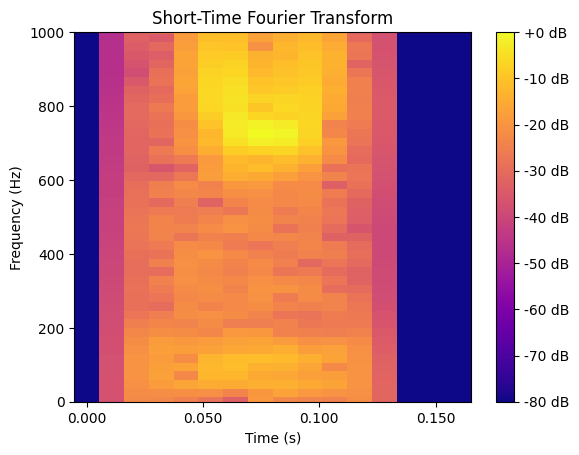 Short-Time Fourier Transform
Frequency (Hz)
1000
800
600
400
200
0
0.000
0.050
0.100
0.150
Time (s)
+0 dB
-10 dB
-20 dB
-30 dB
-40 dB
-50 dB
-60 dB
-70 dB
-80 dB